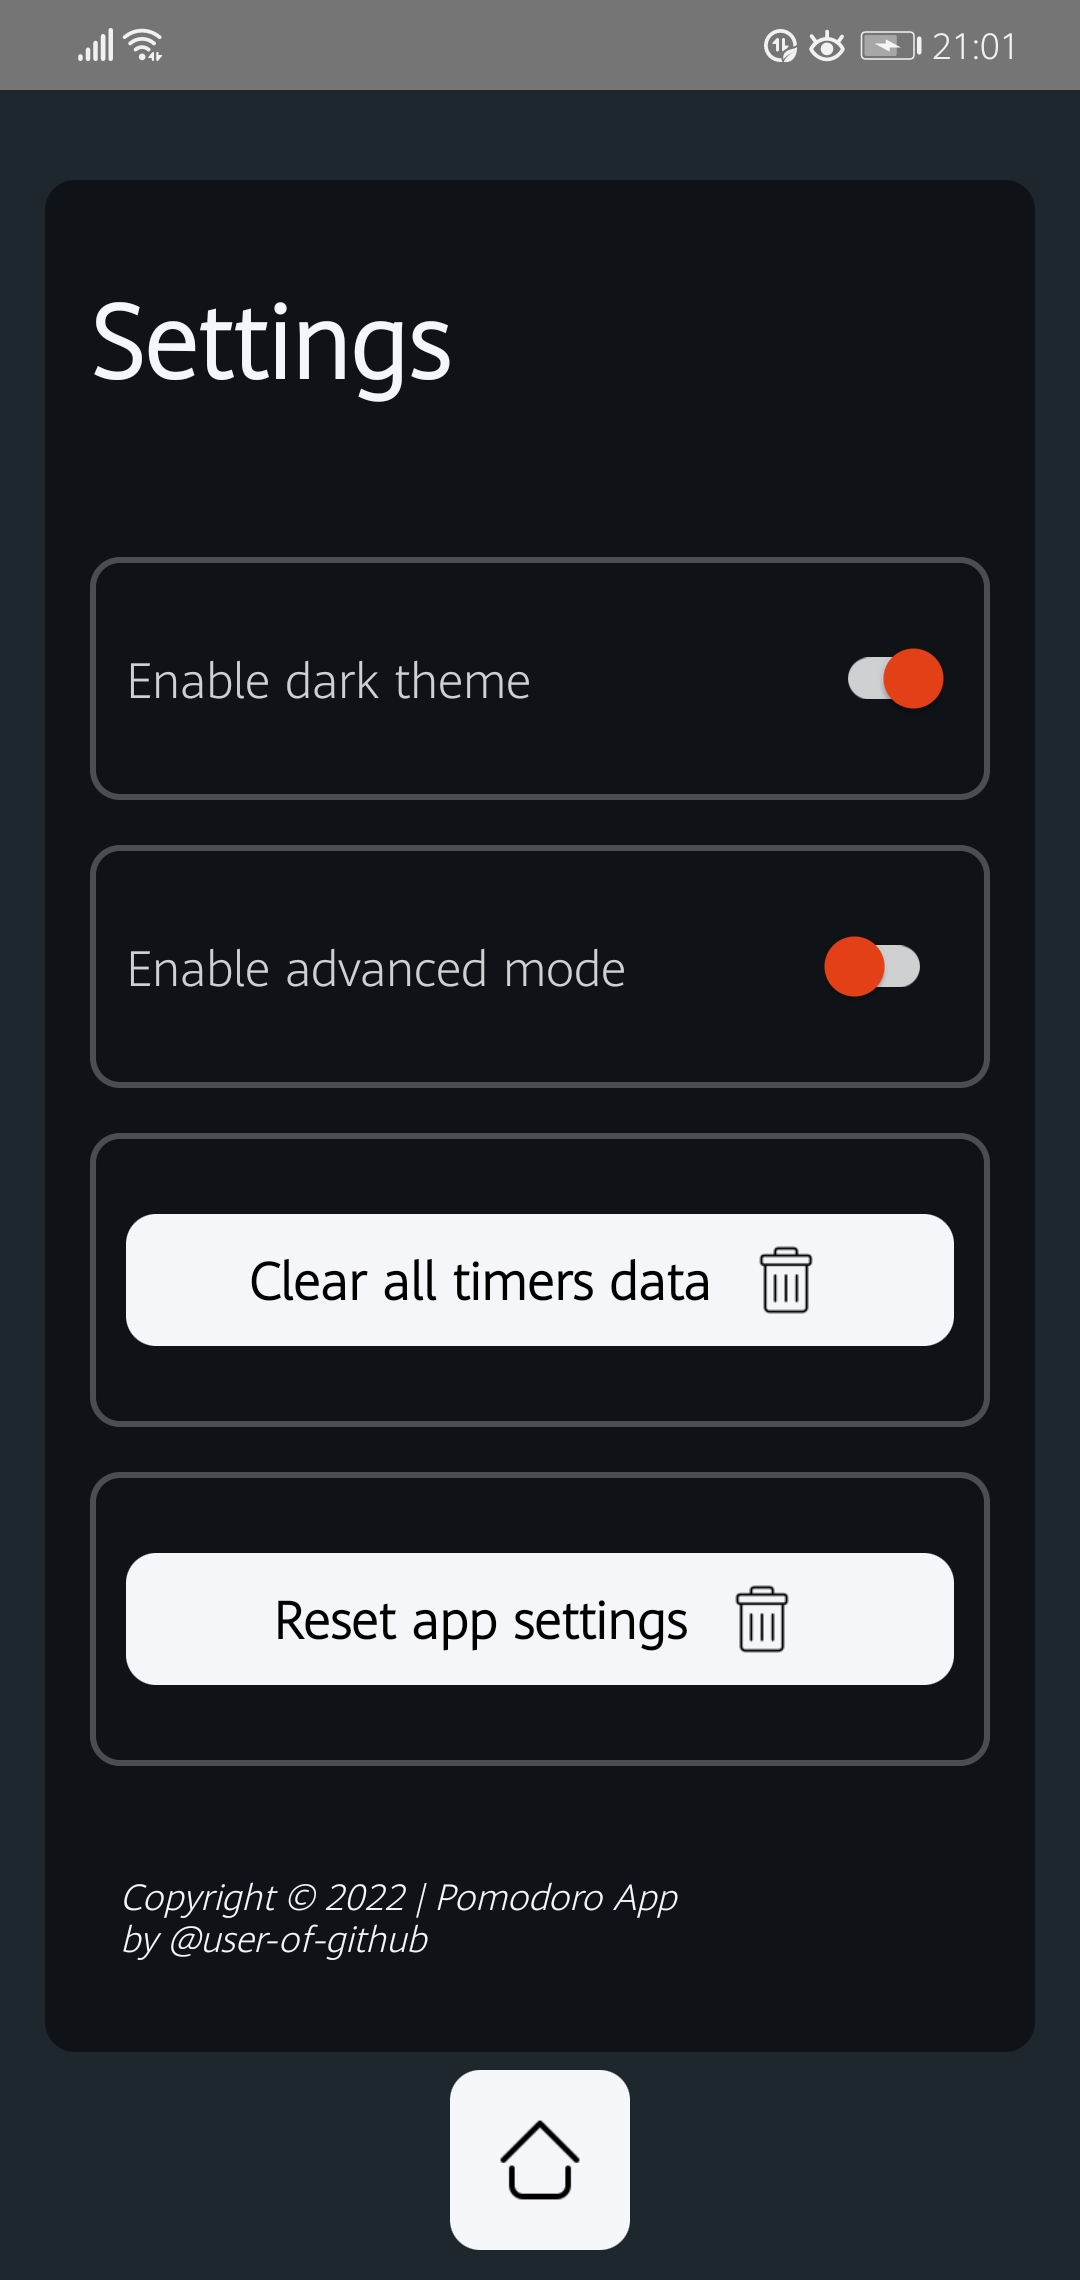 21:01
Settings
Enable dark theme
Enable advanced mode
Clear all timers data
Reset app settings
Copyright © 2022 | Pomodoro App
by @user-of-github